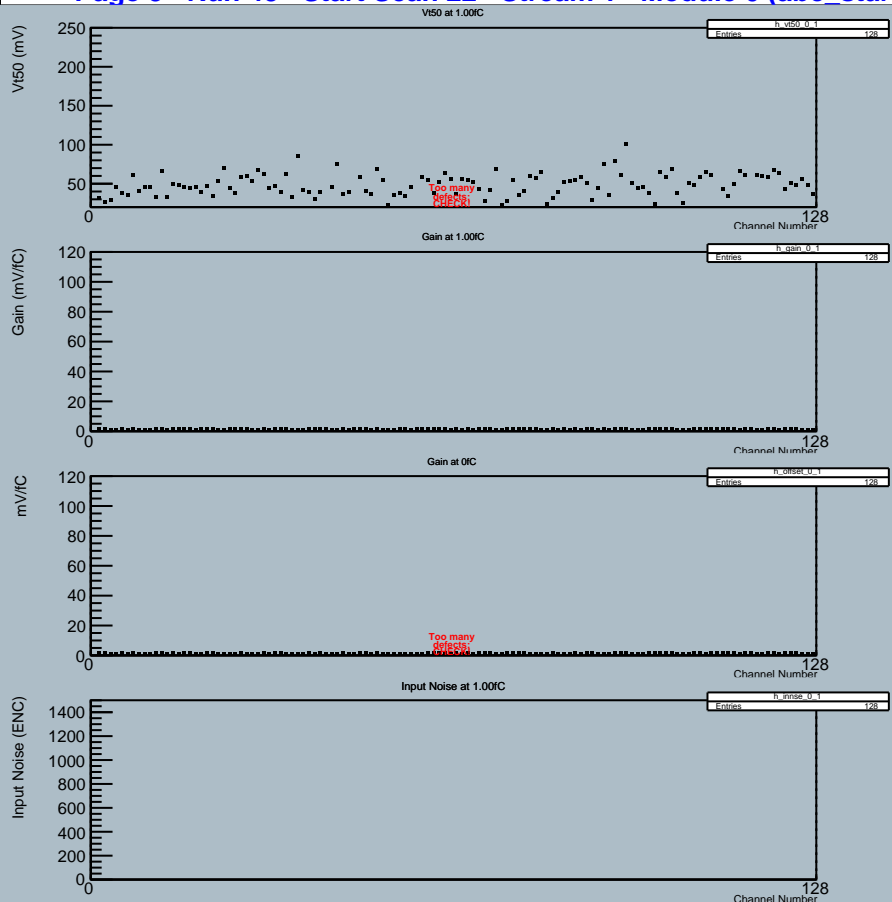 Vt50 at 1.00fC
h_vt50_0_1
Entries 128
Vt50 (mV)
250
200
150
100
50
Too many
defects:
CHECK!
0
128
Channel Number
Gain at 1.00fC
h_gain_0_1
Entries 128
Gain (mV/fC)
120
100
80
60
40
20
0
0
128
Channel Number
Gain at 0fC
h_offset_0_1
Entries 128
mV/fC
120
100
80
60
40
20
Too many
defects:
CHECK!
0
0
128
Channel Number
Input Noise at 1.00fC
h_innse_0_1
Entries 128
Input Noise (ENC)
1400
1200
1000
800
600
400
200
0
0
128
Channel Number